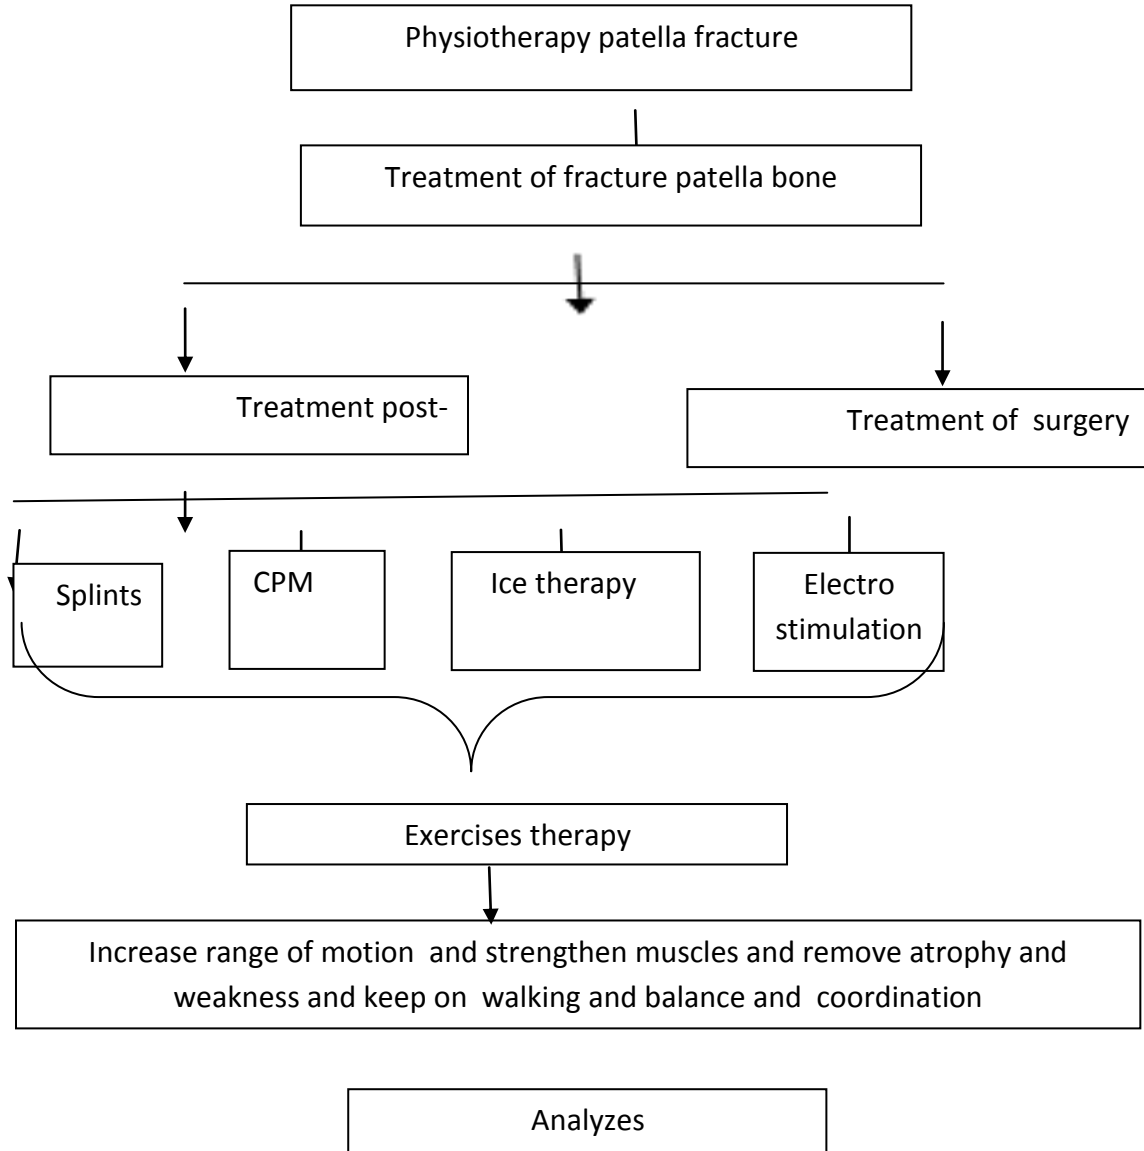 Physiotherapy patella fracture
Treatment of fracture patella bone
Treatment post-
Treatment of surgery
Splints
CPM
Ice therapy
Electro
stimulation
Exercises therapy
Increase range of motion and strengthen muscles and remove atrophy and
weakness and keep on walking and balance and coordination
Analyzes